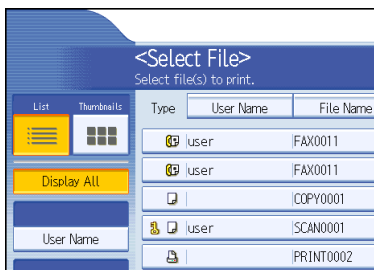 <Select File>
Select file(s) to print.
List Thumbnails Type User Name File Name
user FAX0011
Display All user FAX0011
COPY0001
user SCAN0001
User Name
PRINT0002